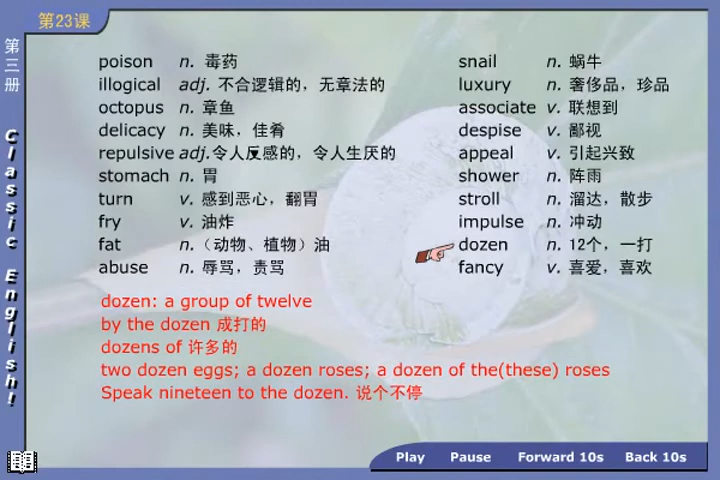 第23课
第三册
Classic English!
poison n. 毒药
illogical adj. 不合逻辑的，无章法的
octopus n. 章鱼
delicacy n. 美味，佳肴
repulsive adj.令人反感的，令人生厌的
stomach n. 胃
turn v. 感到恶心，翻胃
fry v. 油炸
fat n.（动物、植物）油
abuse n. 辱骂，责骂
snail n. 蜗牛
luxury n. 奢侈品，珍品
associate v. 联想到
despise v. 鄙视
appeal v. 引起兴致
shower n. 阵雨
stroll n. 溜达，散步
impulse n. 冲动
dozen n. 12个，一打
fancy v. 喜爱，喜欢
dozen: a group of twelve
by the dozen 成打的
dozens of 许多的
two dozen eggs; a dozen roses; a dozen of the(these) roses
Speak nineteen to the dozen. 说个不停
Play Pause Forward 10s Back 10s